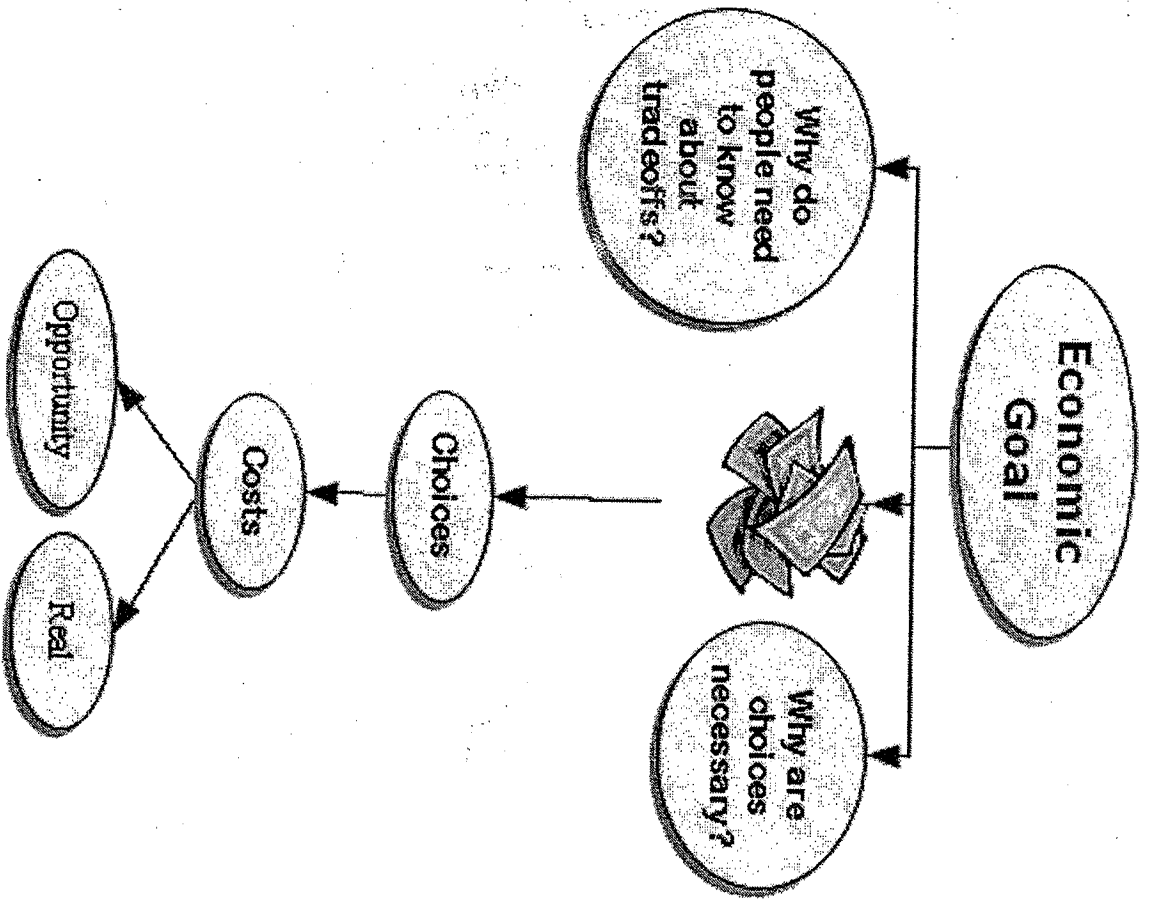 Economic
Goal
Why do
people need
to know
about
tradeoffs?
Why are
choices
necessary?
Choices
Costs
Opportunity
Real